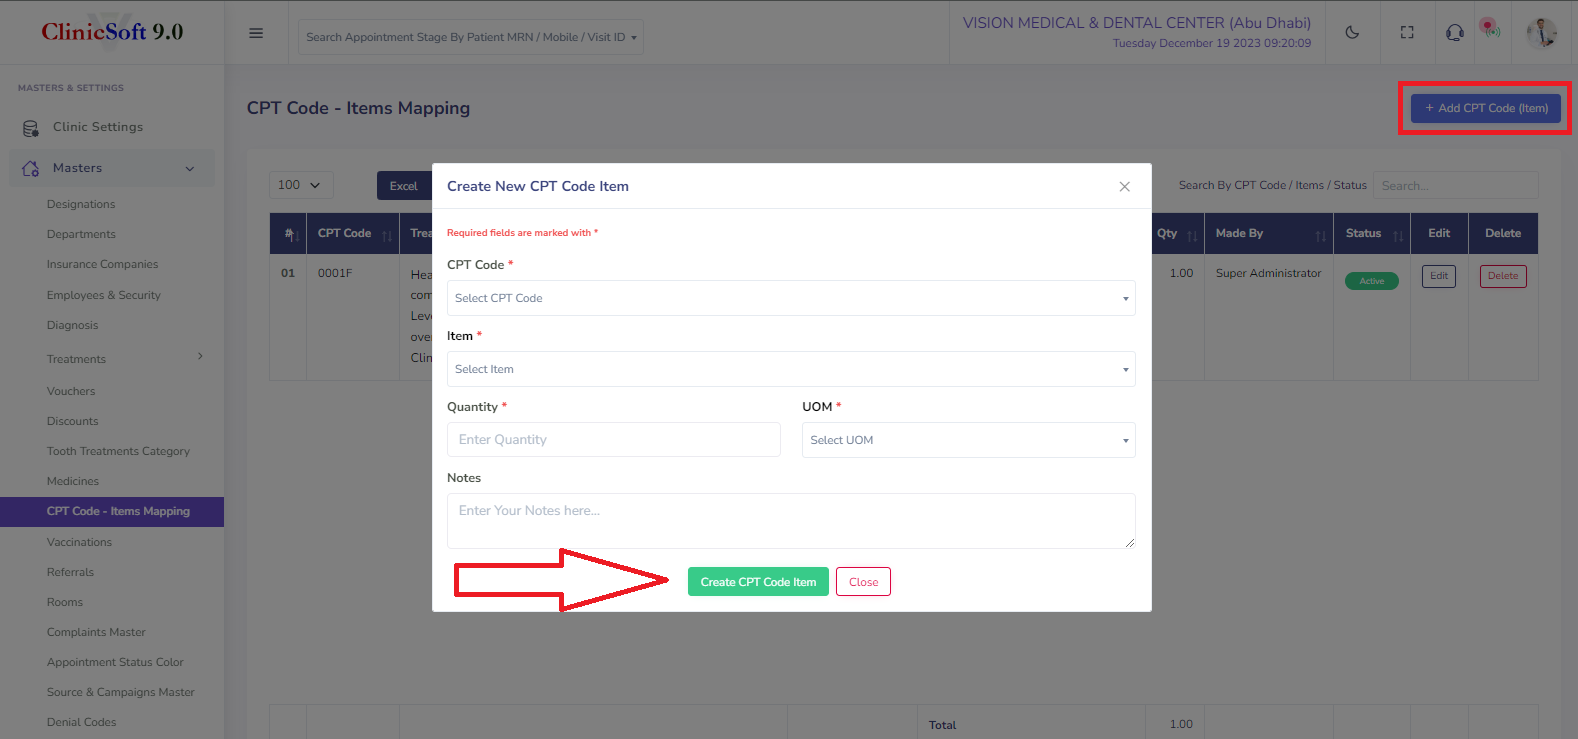 ClinicSoft 9.0
Search Appointment Stage By Patient MRN / Mobile / Visit ID
VISION MEDICAL & DENTAL CENTER (Abu Dhabi)
Tuesday December 19 2023 09:20:09
MASTERS & SETTINGS
Clinic Settings
Masters
Designations
Departments
Insurance Companies
Employees & Security
Diagnosis
Treatments
Vouchers
Discounts
Tooth Treatments Category
Medicines
CPT Code - Items Mapping
Vaccinations
Referrals
Rooms
Complaints Master
Appointment Status Color
Source & Campaigns Master
Denial Codes
CPT Code - Items Mapping
+ Add CPT Code (Item)
100
Excel
Search By CPT Code / Items / Status
Search...
# CPT Code Trea Qty Made By Status Edit Delete
01 0001F Hea 1.00 Super Administrator Active Edit Delete
com
Leve
over
Clin
Total 1.00
Create New CPT Code Item
Required fields are marked with *
CPT Code *
Select CPT Code
Item *
Select Item
Quantity * UOM *
Enter Quantity Select UOM
Notes
Enter Your Notes here...
Create CPT Code Item Close